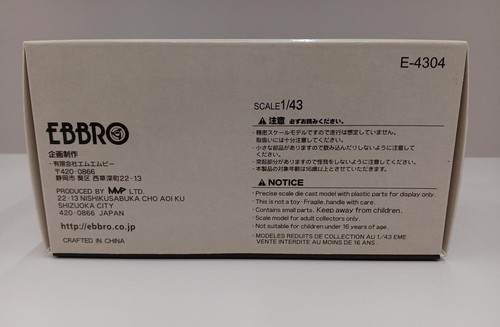 E-4304
SCALE 1/43
⚠ 注意 必ずお読みください。
・精密スケールモデルですので走行は想定していません。
取扱いには十分注意してください。
・小さな部品がありますので飲み込んだりしないように注意して
ください。
・突起部分がありますので怪我をしないように注意してください。
・本製品の対象年齢は16歳以上とさせていただきます。
⚠ NOTICE
・Precise scale die cast model with plastic parts for display only.
・This is not a toy・Fragile, handle with care.
・Contains small parts. Keep away from children.
・Scale model for adult collectors only.
・Not suitable for children under 16 years of age.
・MODELES REDUITS DE COLLECTION AU 1/43 EME
VENTE INTERDITE AU MOINS DE 16 ANS
EBBRO
企画制作
・有限会社エムエムピー
〒420-0866
静岡市 葵区 西草深町22-13
PRODUCED BY MMP LTD.
22-13 NISHIKUSABUKA CHO AOI KU
SHIZUOKA CITY
420-0866 JAPAN
http://ebbro.co.jp
CRAFTED IN CHINA